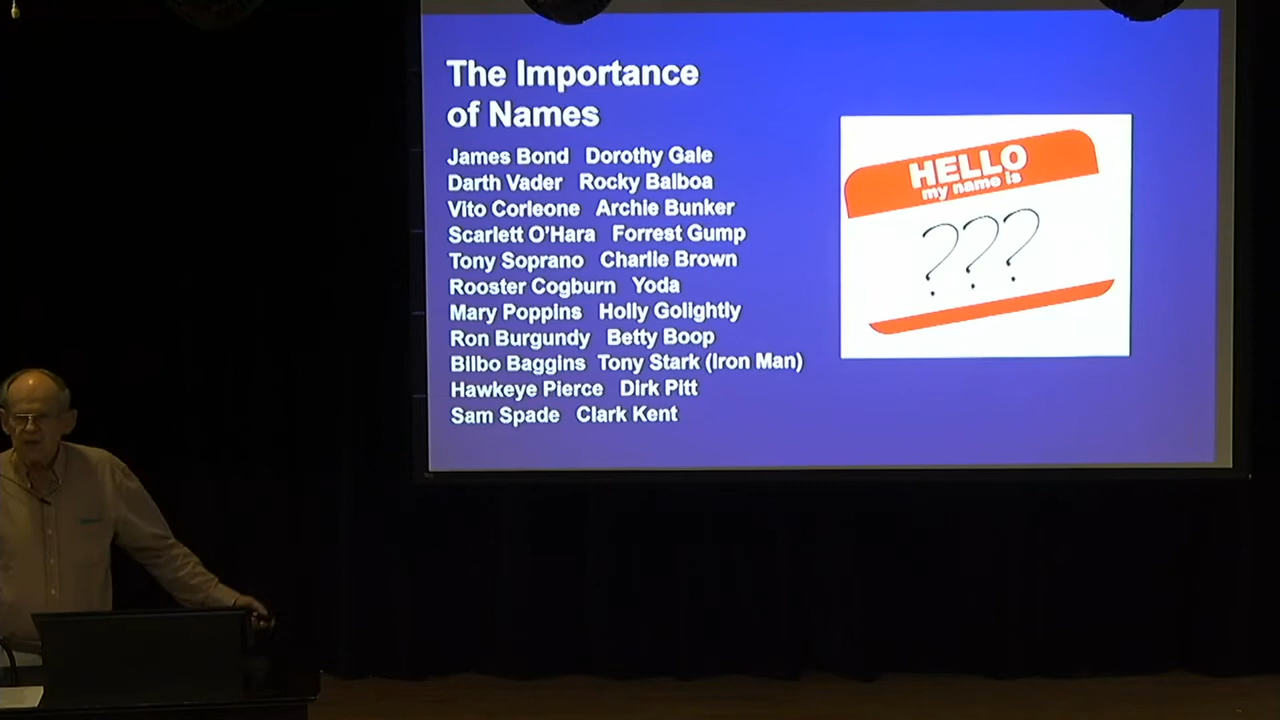 The Importance
of Names
James Bond Dorothy Gale
Darth Vader Rocky Balboa
Vito Corleone Archie Bunker
Scarlett O'Hara Forrest Gump
Tony Soprano Charlie Brown
Rooster Cogburn Yoda
Mary Poppins Holly Golightly
Ron Burgundy Betty Boop
Bilbo Baggins Tony Stark (Iron Man)
Hawkeye Pierce Dirk Pitt
Sam Spade Clark Kent
HELLO
my name is
???